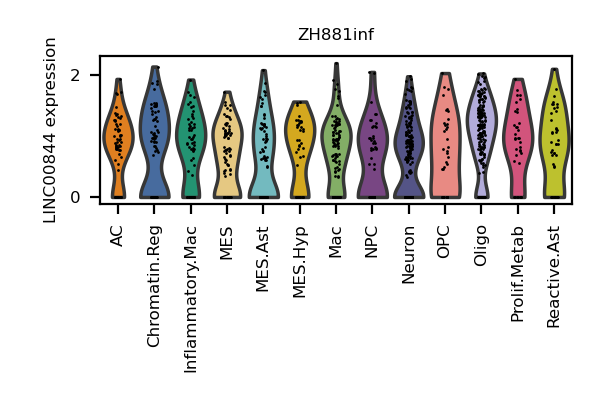 ZH881inf
LINC00844 expression
2
0
AC
Chromatin.Reg
Inflammatory.Mac
MES
MES.Ast
MES.Hyp
Mac
NPC
Neuron
OPC
Oligo
Prolif.Metab
Reactive.Ast